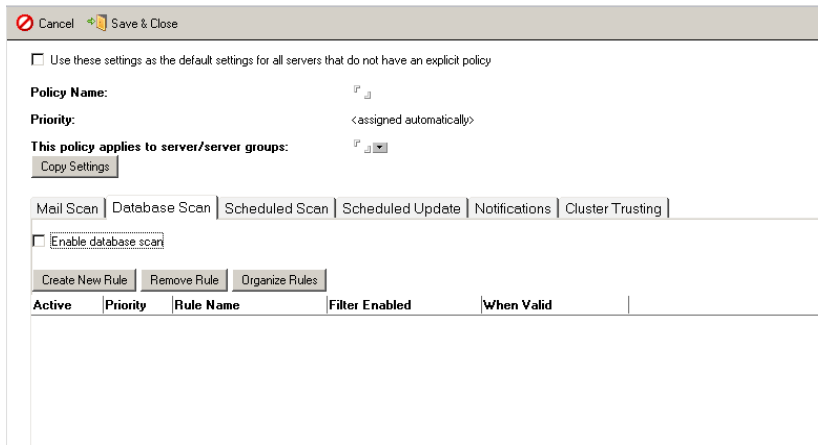 Cancel Save & Close
Use these settings as the default settings for all servers that do not have an explicit policy
Policy Name:
Priority: <assigned automatically>
This policy applies to server/server groups:
Copy Settings
Mail Scan Database Scan Scheduled Scan Scheduled Update Notifications Cluster Trusting
Enable database scan
Create New Rule Remove Rule Organize Rules
Active Priority Rule Name Filter Enabled When Valid